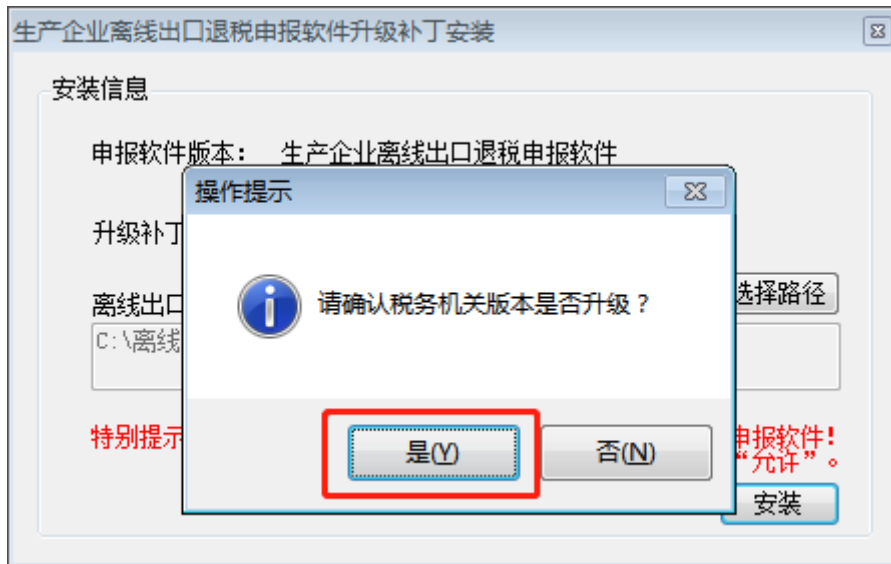 生产企业离线出口退税申报软件升级补丁安装
安装信息
申报软件版本： 生产企业离线出口退税申报软件
操作提示
升级补丁
请确认税务机关版本是否升级？
离线出口
选择路径
C:\离线
特别提示
申报软件!
“允许”。
是(Y)
否(N)
安装